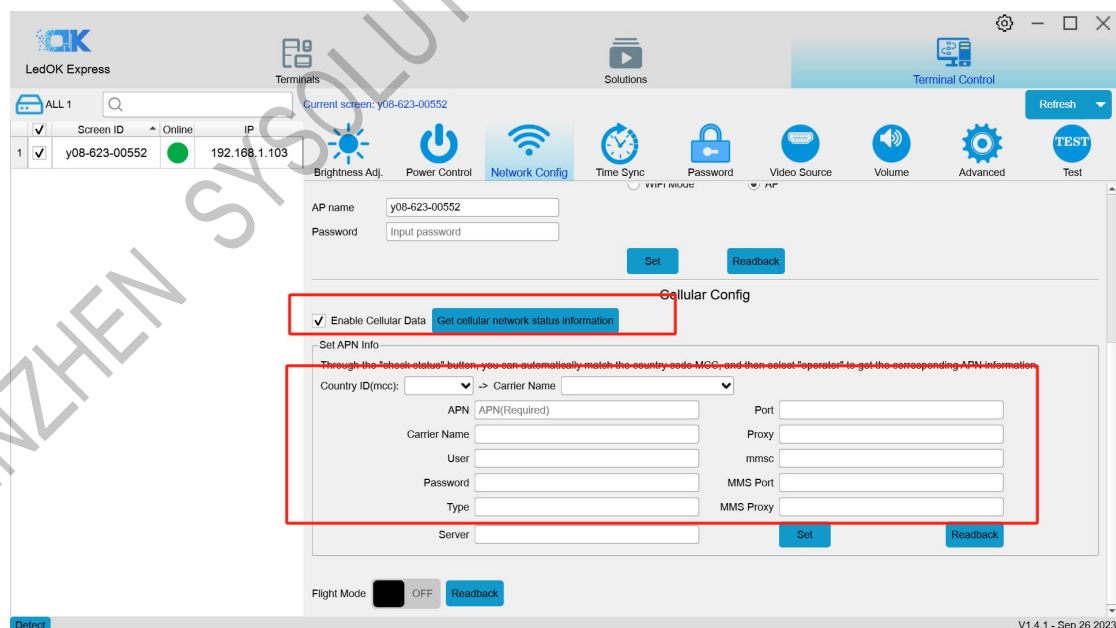 LedOK Express
Terminals
Solutions
Terminal Control
ALL 1
Current screen: y08-623-00552
Refresh
Screen ID Online IP
1 y08-623-00552 192.168.1.103
Brightness Adj. Power Control Network Config Time Sync Password Video Source Volume Advanced Test
TEST
WIFI Mode AP
AP name y08-623-00552
Password Input password
Set Readback
Cellular Config
Enable Cellular Data Get cellular network status information
Set APN Info
Through the "check status" button, you can automatically match the country code MCC, and then select "operator" to get the corresponding APN information
Country ID(mcc): -> Carrier Name
APN APN(Required) Port
Carrier Name Proxy
User mmsc
Password MMS Port
Type MMS Proxy
Server Set Readback
Flight Mode OFF Readback
Detect V1.4.1 - Sep 26 2023
NZHEN SYSOLUT